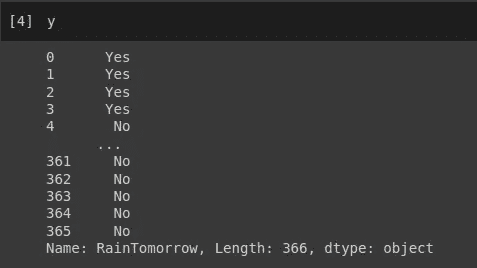 [4] y
0 Yes
1 Yes
2 Yes
3 Yes
4 No
...
361 No
362 No
363 No
364 No
365 No
Name: RainTomorrow, Length: 366, dtype: object